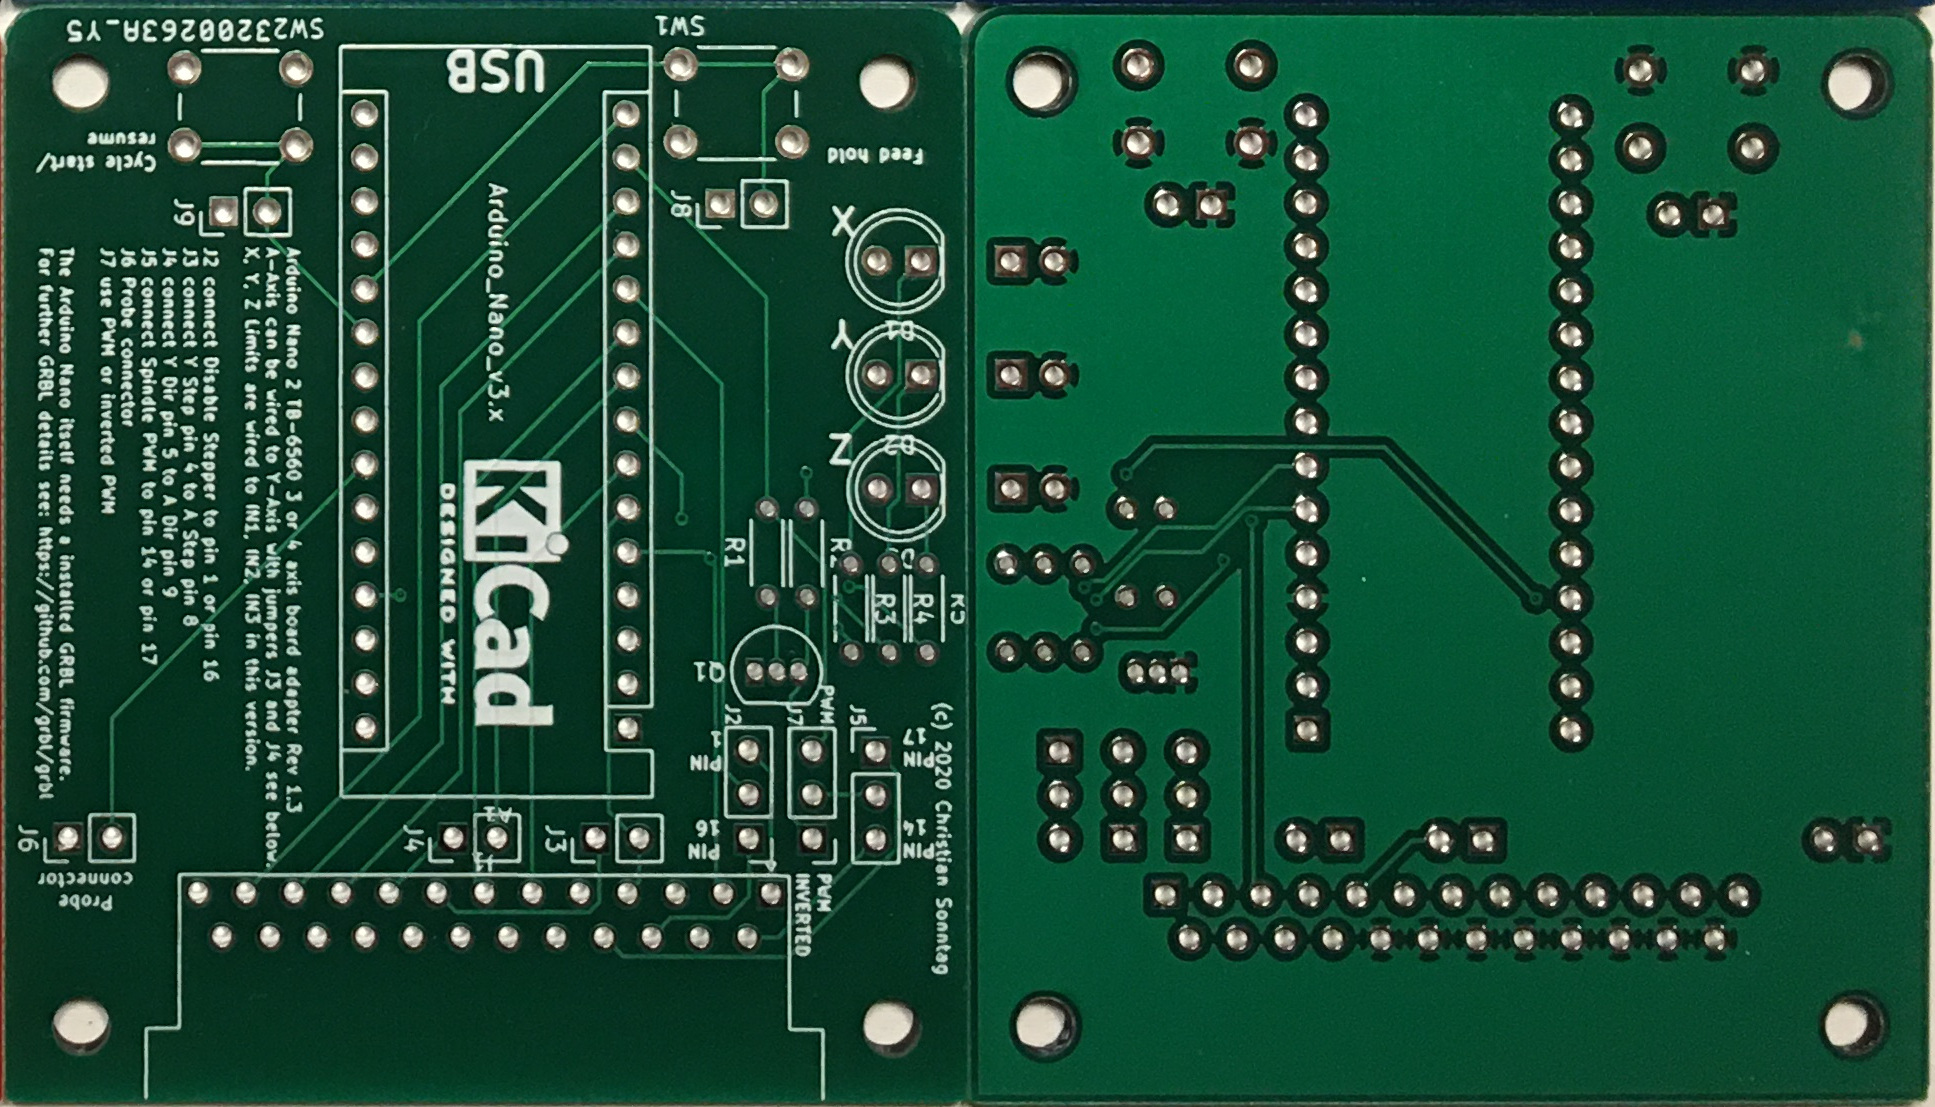 SW23200263A_Y5
SW1
USB
Cycle start/
resume
Feed hold
J9
J8
Arduino_Nano_v3.x
X
Y
Z
D1
D2
Arduino Nano 2 TB-6560 3 or 4 axis board adapter Rev 1.3
A-Axis can be wired to Y-Axis with jumpers J3 and J4 see below.
X, Y, Z Limits are wired to IN1, IN2, IN3 in this version.
J2 connect Disable Stepper to pin 1 or pin 16
J3 connect Y Step pin 4 to A Step pin 8
J4 connect Y Dir pin 5 to A Dir pin 9
J5 connect Spindle PWM to pin 14 or pin 17
J6 Probe connector
J7 use PWM or inverted PWM
The Arduino Nano itself needs a installed GRBL firmware.
For further GRBL details see: https://github.com/grbl/grbl
DESIGNED WITH
KiCad
R1
R2
R3
R4
R5
Q1
J2
J7
PWM
J5
PIN
1
PIN
17
PIN
16
PIN
14
J6
J4
J3
Probe
connector
PWM
INVERTED
(c) 2020 Christian Sonntag